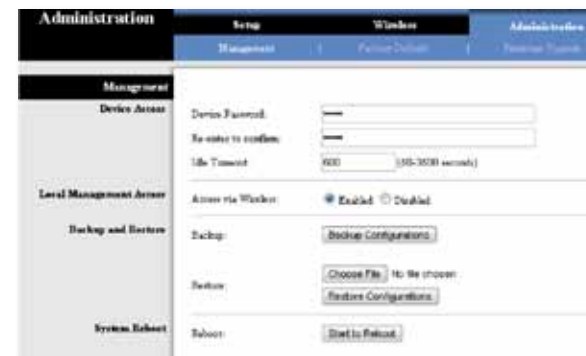 Administration
Setup Wireless Administration
Management | Factory Defaults |
Management
Device Access
Device Password:
Re-enter to confirm:
Idle Timeout: 600 (30-3600 seconds)
Local Management Access Access via Wireless: Enabled Disabled
Backup and Restore Backup: Backup Configurations
Restore: Choose File No file chosen
Restore Configurations
System Reboot Reboot: Start to Reboot